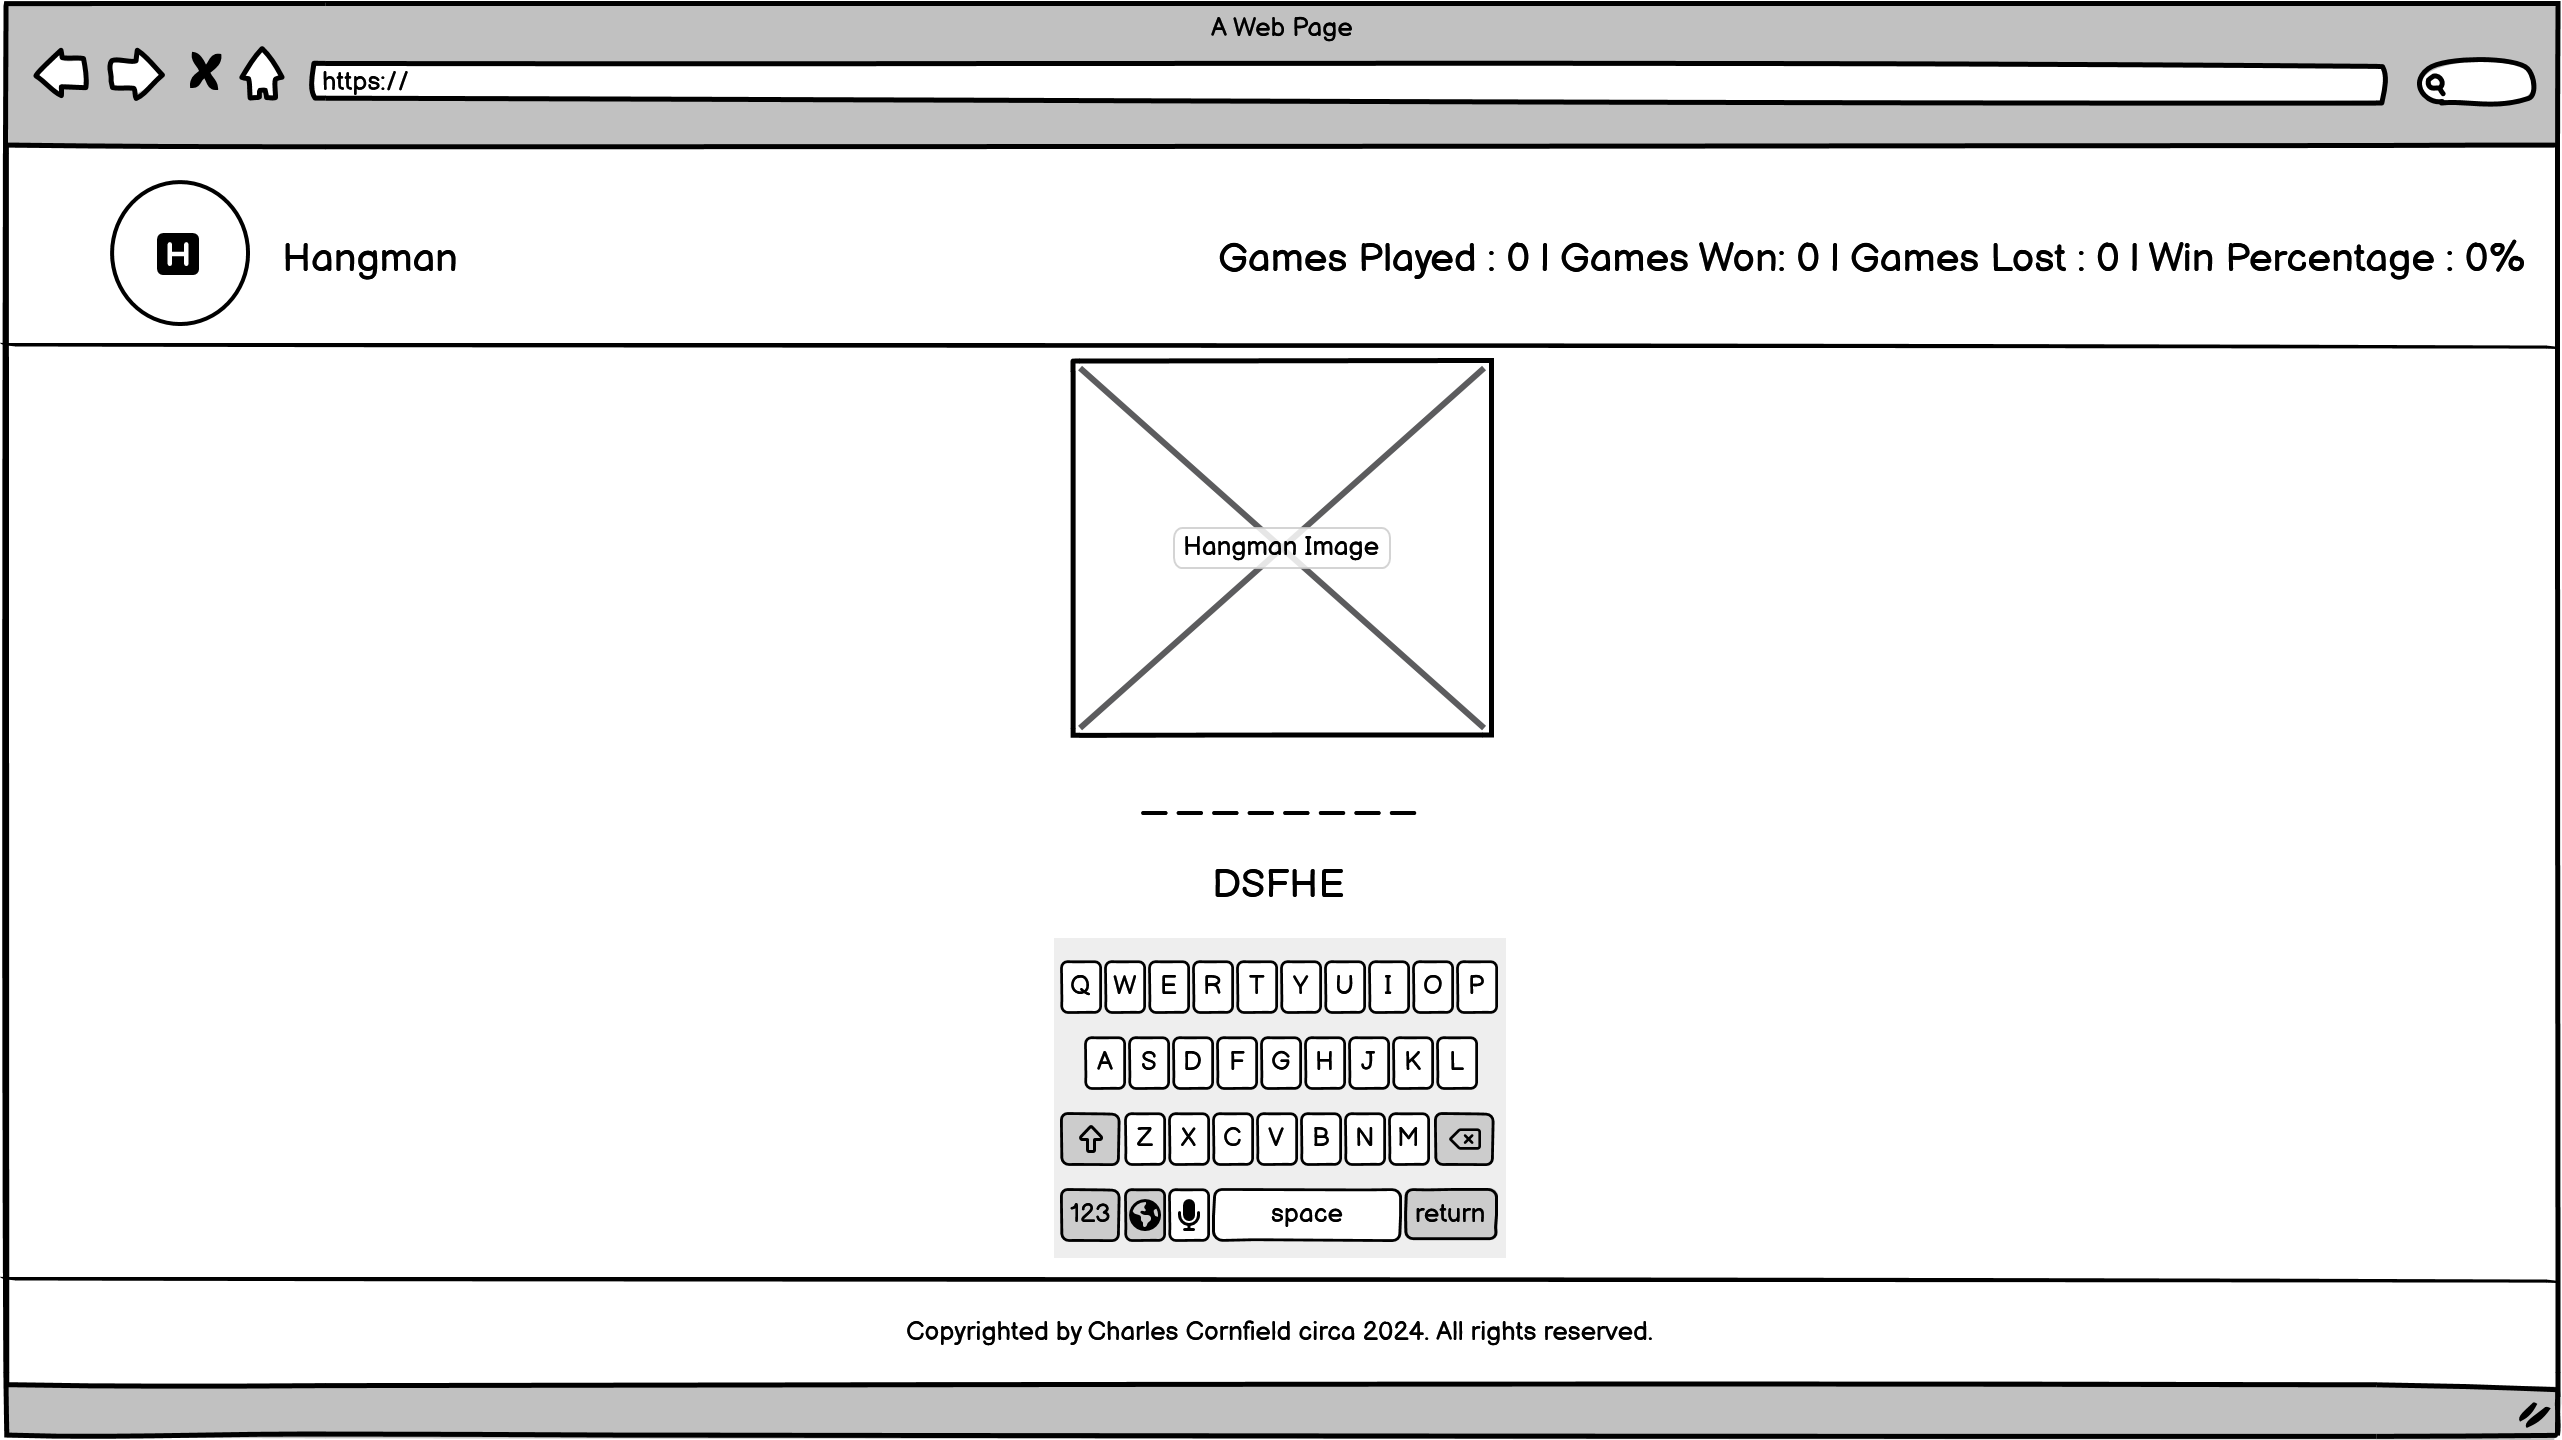 A Web Page
https://
H
Hangman
Games Played : 0 | Games Won: 0 | Games Lost : 0 | Win Percentage : 0%
Hangman Image
_ _ _ _ _ _ _ _
DSFHE
Q W E R T Y U I O P
A S D F G H J K L
Z X C V B N M
123 space return
Copyrighted by Charles Cornfield circa 2024. All rights reserved.